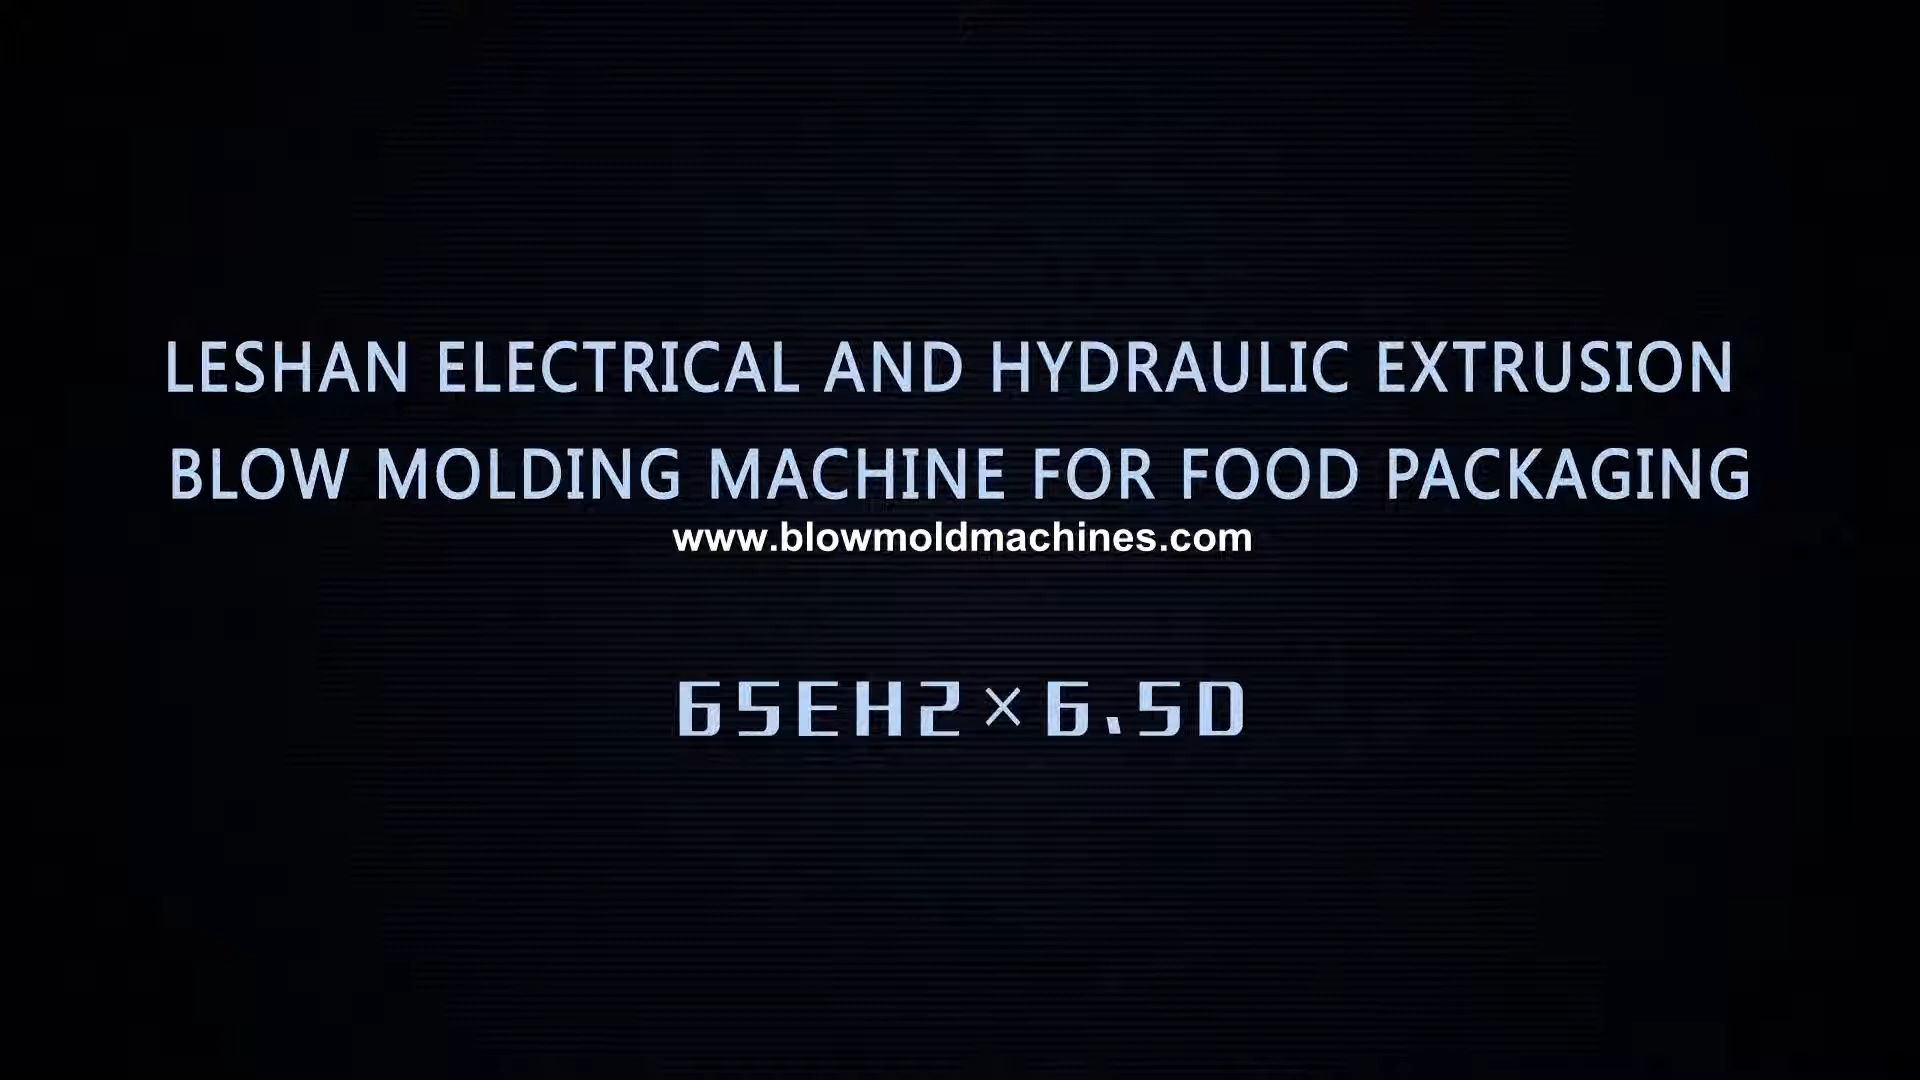 LESHAN ELECTRICAL AND HYDRAULIC EXTRUSION
BLOW MOLDING MACHINE FOR FOOD PACKAGING
www.blowmoldmachines.com
65EH2×6.5D